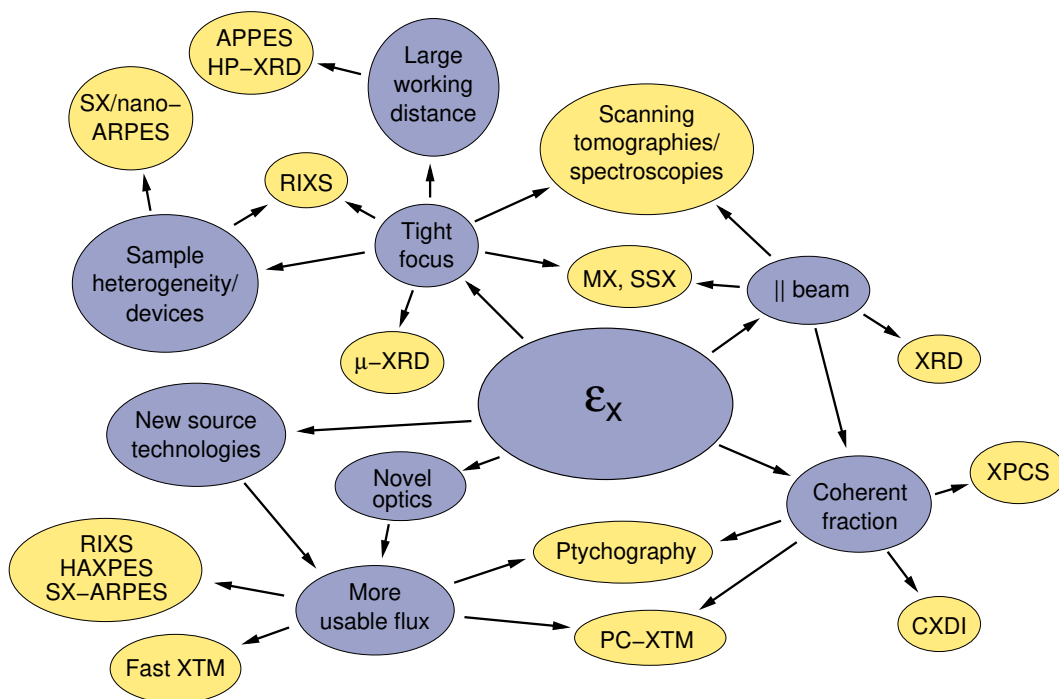 APPES
HP−XRD
Large
working
distance
SX/nano−
ARPES
Scanning
tomographies/
spectroscopies
RIXS
Tight
focus
Sample
heterogeneity/
devices
MX, SSX
|| beam
μ−XRD
XRD
εx
New source
technologies
Novel
optics
Coherent
fraction
XPCS
RIXS
HAXPES
SX−ARPES
Ptychography
More
usable flux
PC−XTM
CXDI
Fast XTM